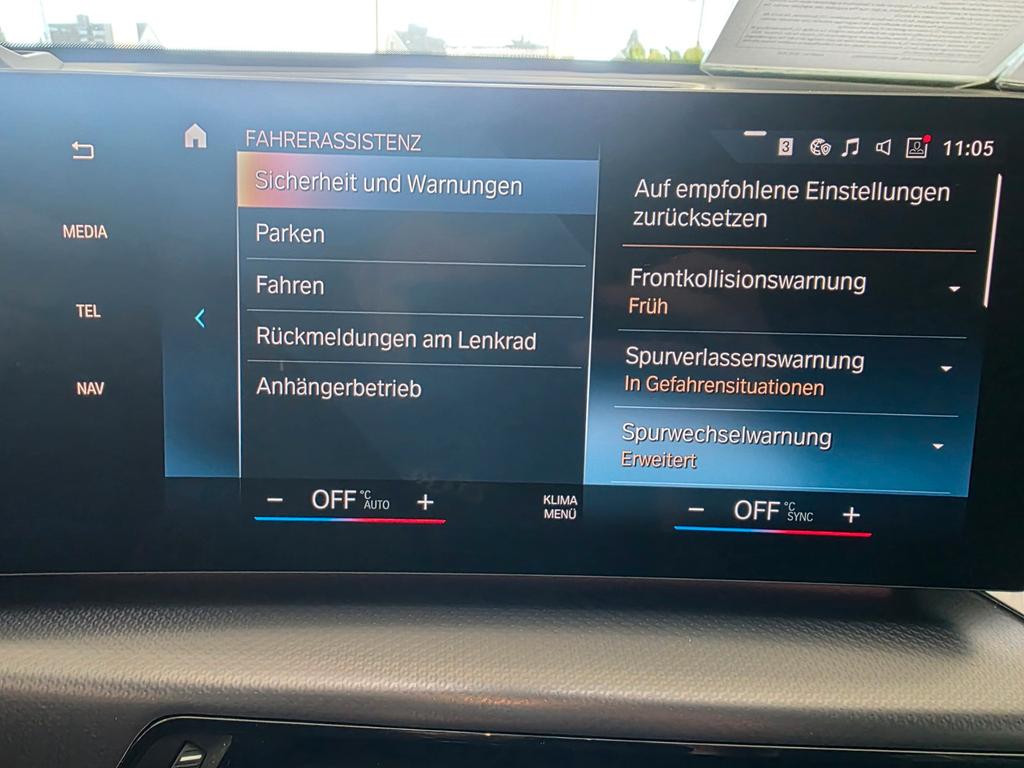 FAHRERASSISTENZ
3
11:05
MEDIA
TEL
NAV
Sicherheit und Warnungen
Parken
Fahren
Rückmeldungen am Lenkrad
Anhängerbetrieb
Auf empfohlene Einstellungen
zurücksetzen
Frontkollisionswarnung
Früh
Spurverlassenswarnung
In Gefahrensituationen
Spurwechselwarnung
Erweitert
− OFF °C AUTO +
KLIMA
MENÜ
− OFF °C SYNC +